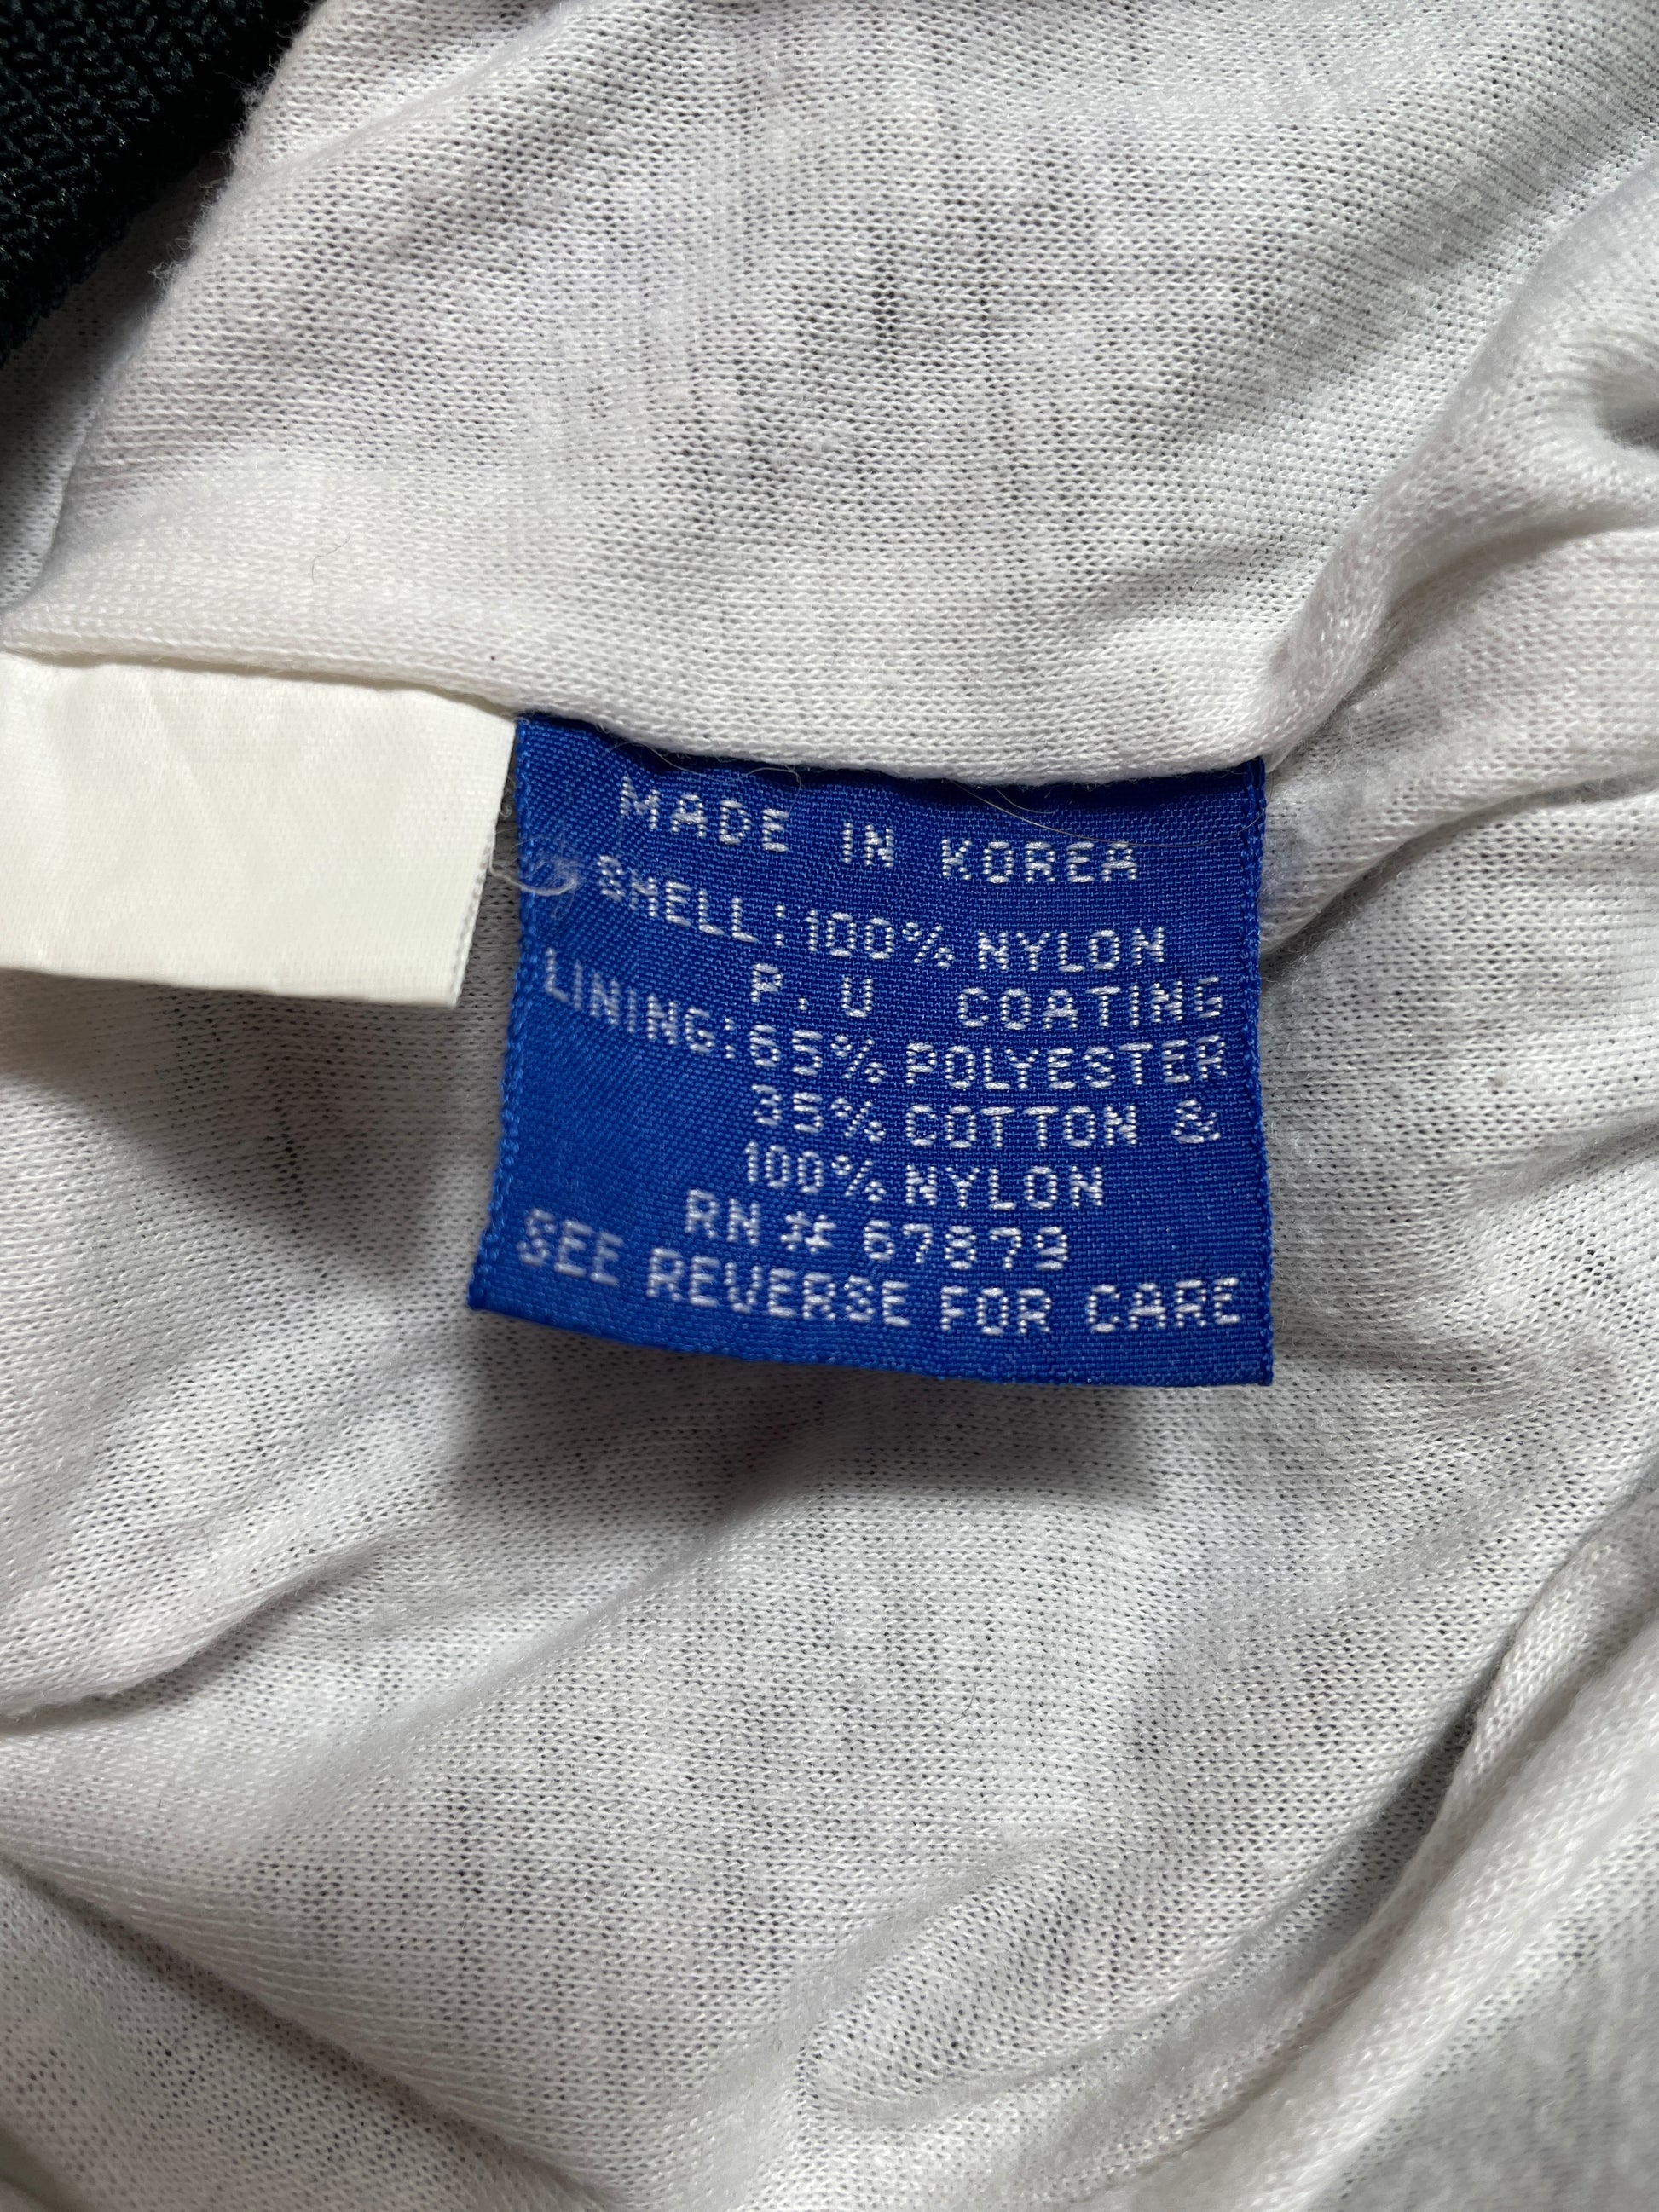 MADE IN KOREA
SHELL: 100% NYLON
P. U COATING
LINING: 65% POLYESTER
35% COTTON &
100% NYLON
RN # 67879
SEE REVERSE FOR CARE